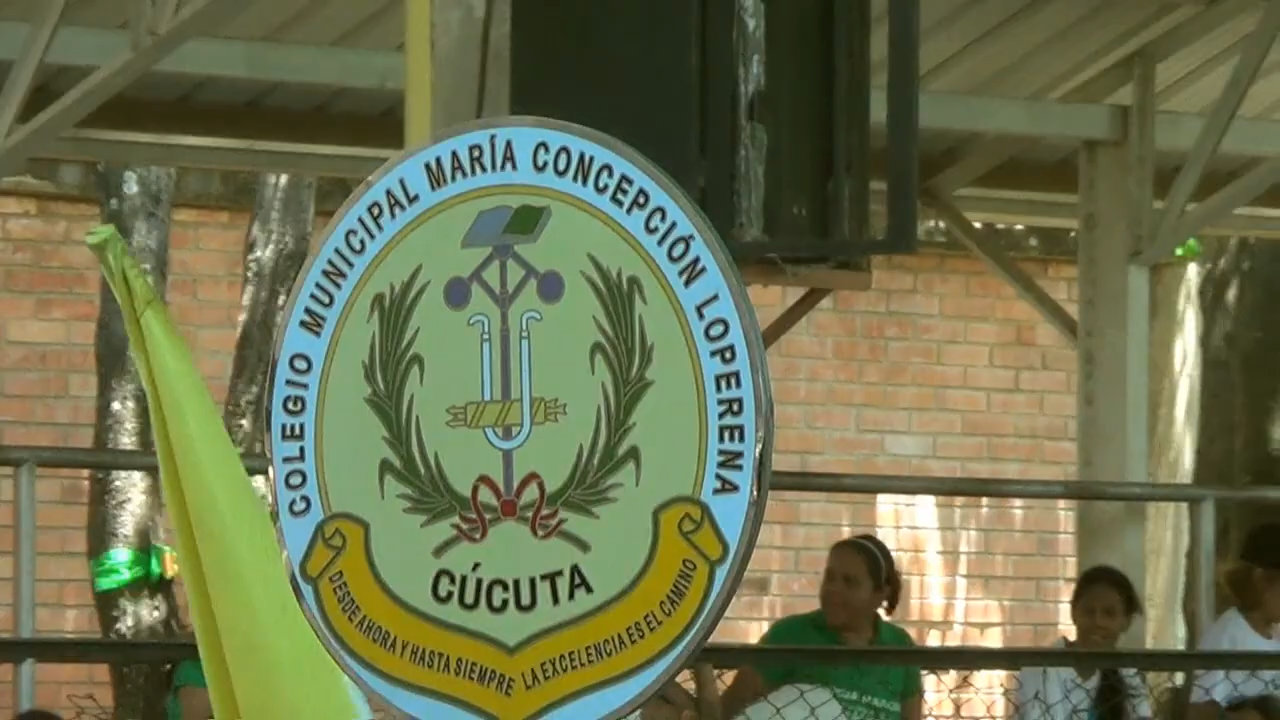 COLEGIO MUNICIPAL MARÍA CONCEPCIÓN LOPERENA
CÚCUTA
DESDE AHORA Y HASTA SIEMPRE LA EXCELENCIA ES EL CAMINO